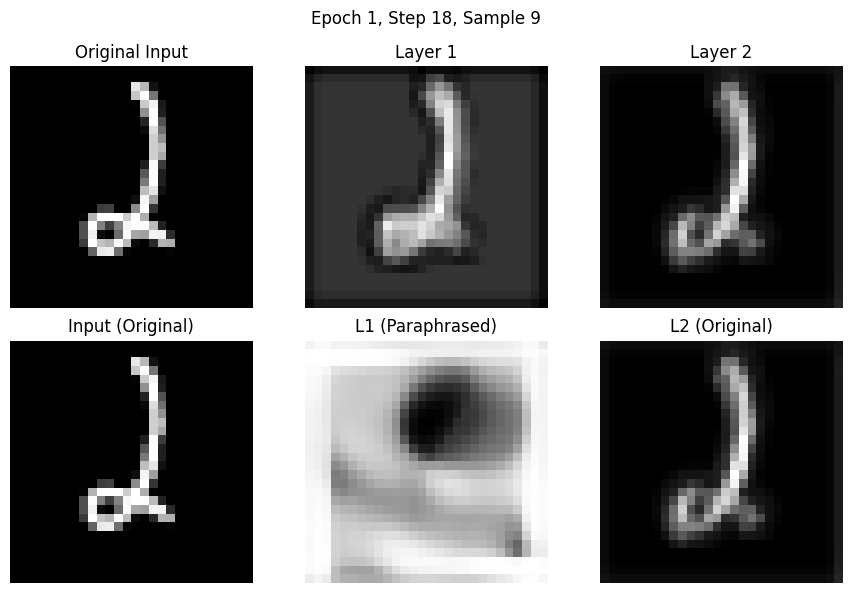 Epoch 1, Step 18, Sample 9
Original Input Layer 1 Layer 2
Input (Original) L1 (Paraphrased) L2 (Original)